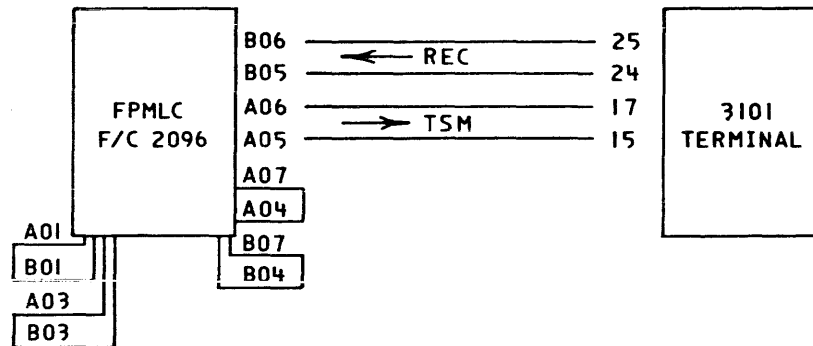 B06 25
REC
B05 24
A06 17
TSM
A05 15
FPMLC
F/C 2096
3101
TERMINAL
A07
A04
A01
B07
B01
B04
A03
B03